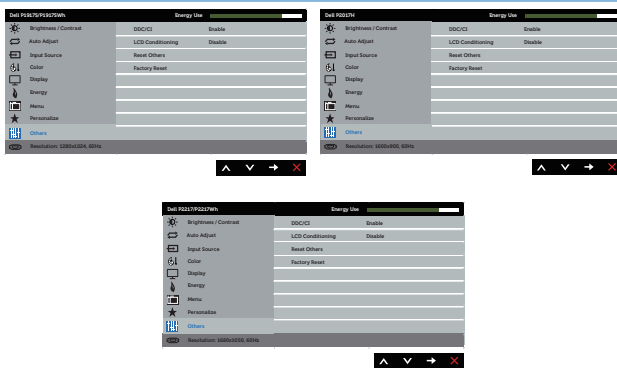 Dell P1917S/P1917SWh Energy Use
Brightness / Contrast DDC/CI Enable
Auto Adjust LCD Conditioning Disable
Input Source Reset Others
Color Factory Reset
Display
Energy
Menu
Personalize
Others
Resolution: 1280x1024, 60Hz
Dell P2017H Energy Use
Brightness / Contrast DDC/CI Enable
Auto Adjust LCD Conditioning Disable
Input Source Reset Others
Color Factory Reset
Display
Energy
Menu
Personalize
Others
Resolution: 1600x900, 60Hz
Dell P2217/P2217Wh Energy Use
Brightness / Contrast DDC/CI Enable
Auto Adjust LCD Conditioning Disable
Input Source Reset Others
Color Factory Reset
Display
Energy
Menu
Personalize
Others
Resolution: 1680x1050, 60Hz